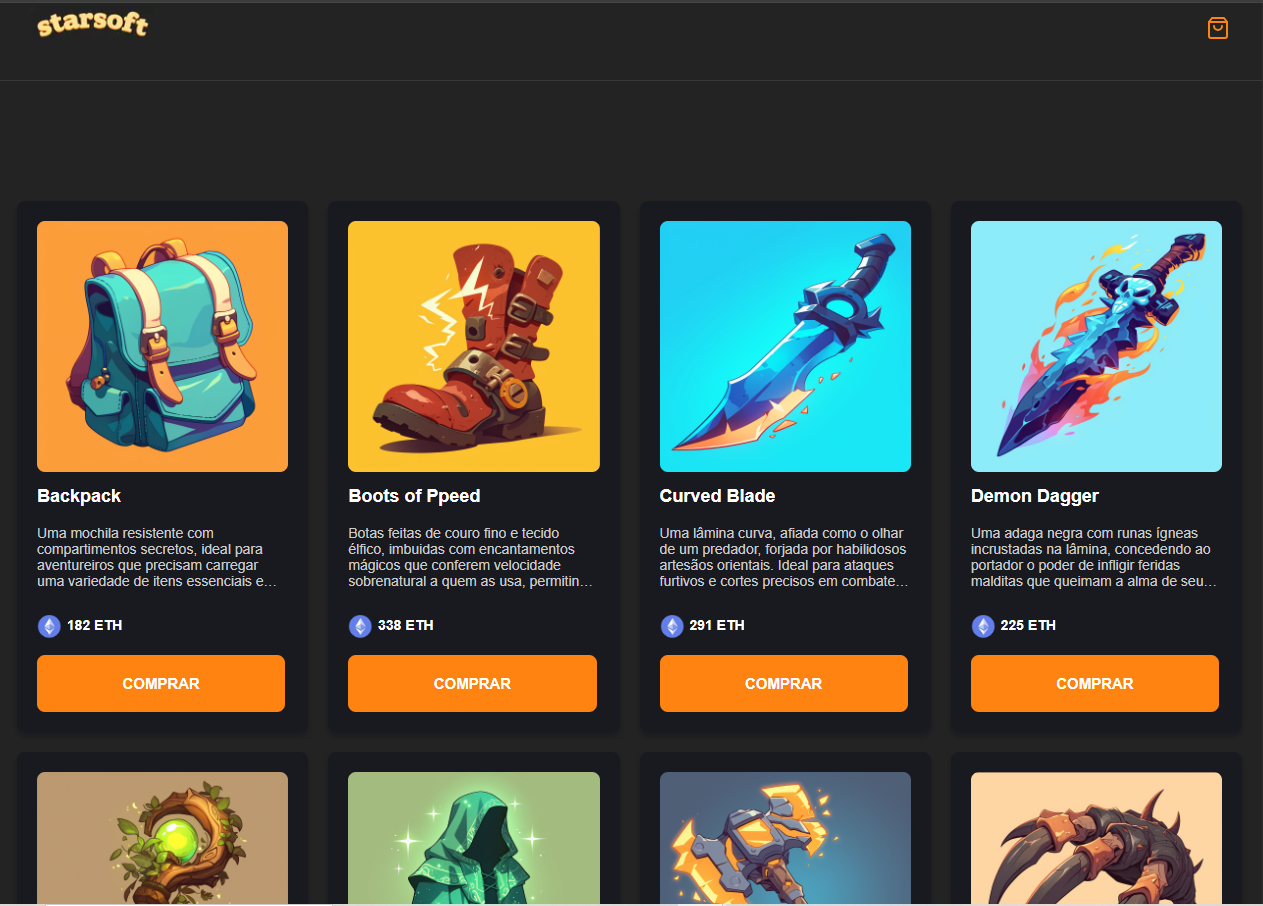 starsoft
Backpack
Uma mochila resistente com
compartimentos secretos, ideal para
aventureiros que precisam carregar
uma variedade de itens essenciais e…
182 ETH
COMPRAR
Boots of Ppeed
Botas feitas de couro fino e tecido
élfico, imbuidas com encantamentos
mágicos que conferem velocidade
sobrenatural a quem as usa, permitin…
338 ETH
COMPRAR
Curved Blade
Uma lâmina curva, afiada como o olhar
de um predador, forjada por habilidosos
artesãos orientais. Ideal para ataques
furtivos e cortes precisos em combate…
291 ETH
COMPRAR
Demon Dagger
Uma adaga negra com runas ígneas
incrustadas na lâmina, concedendo ao
portador o poder de infligir feridas
malditas que queimam a alma de seu…
225 ETH
COMPRAR